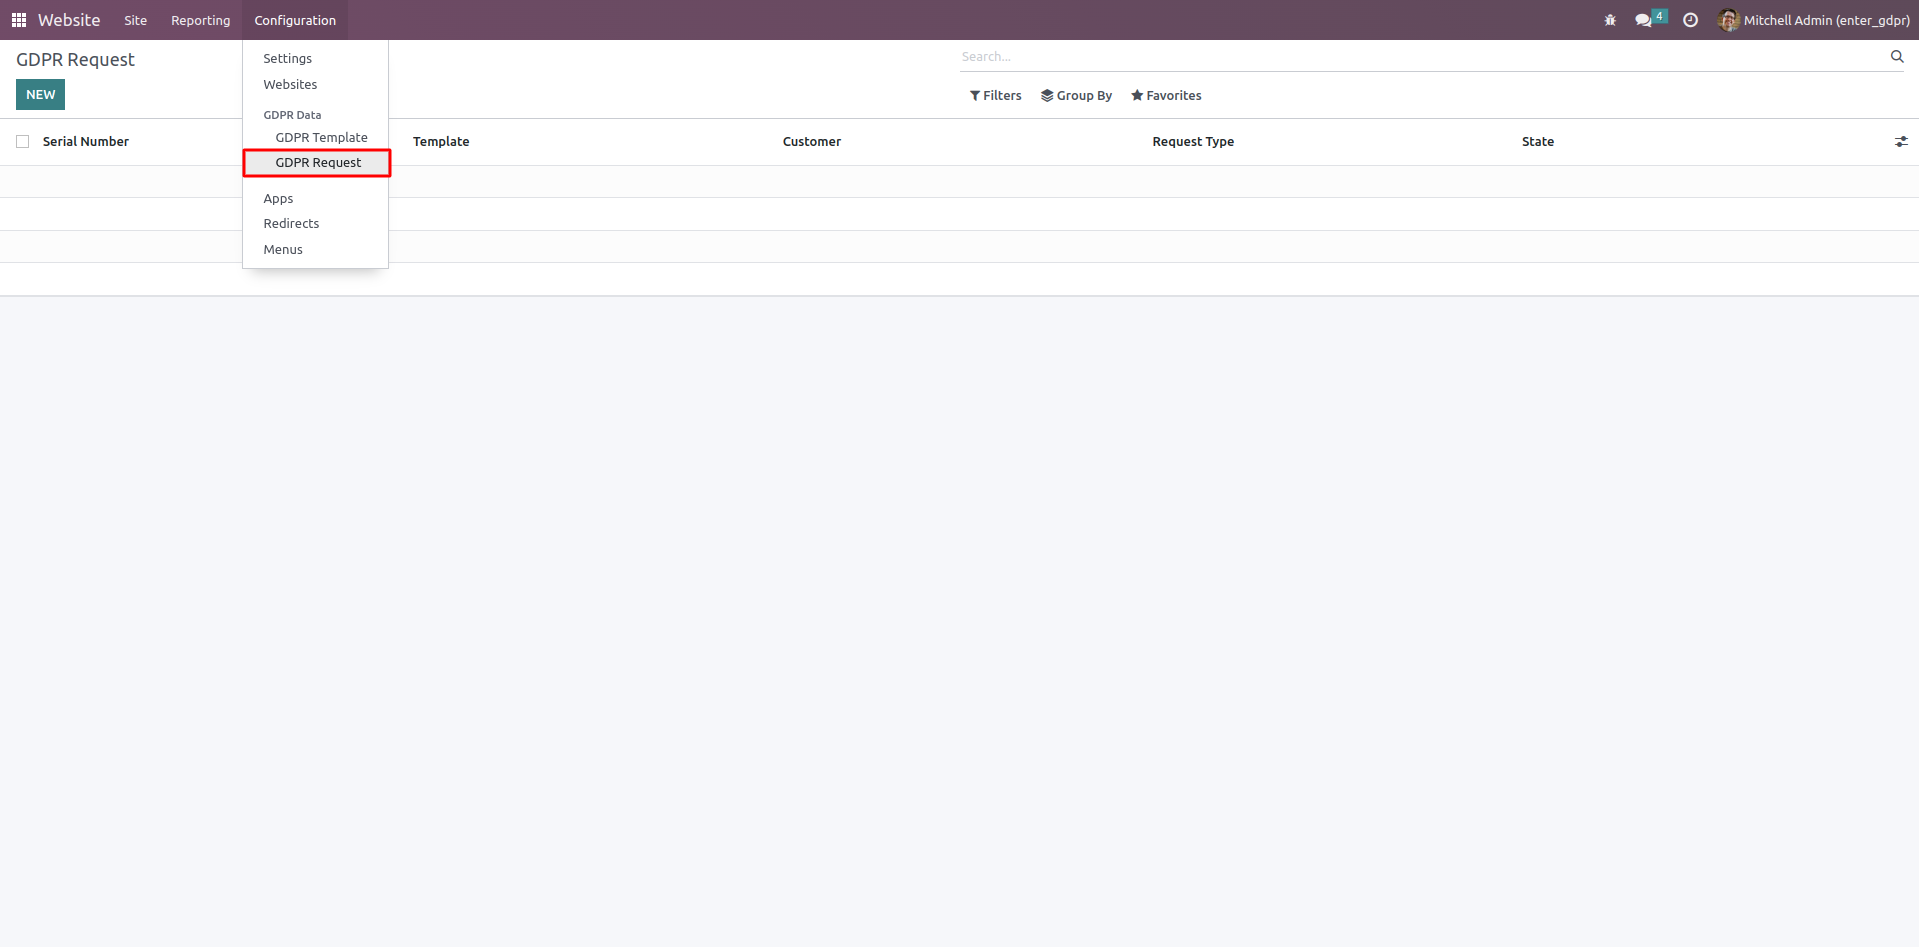 Website Site Reporting Configuration 4 Mitchell Admin (enter_gdpr)
GDPR Request
Search...
NEW
Filters Group By Favorites
Settings
Websites
GDPR Data
GDPR Template
GDPR Request
Apps
Redirects
Menus
Serial Number Template Customer Request Type State